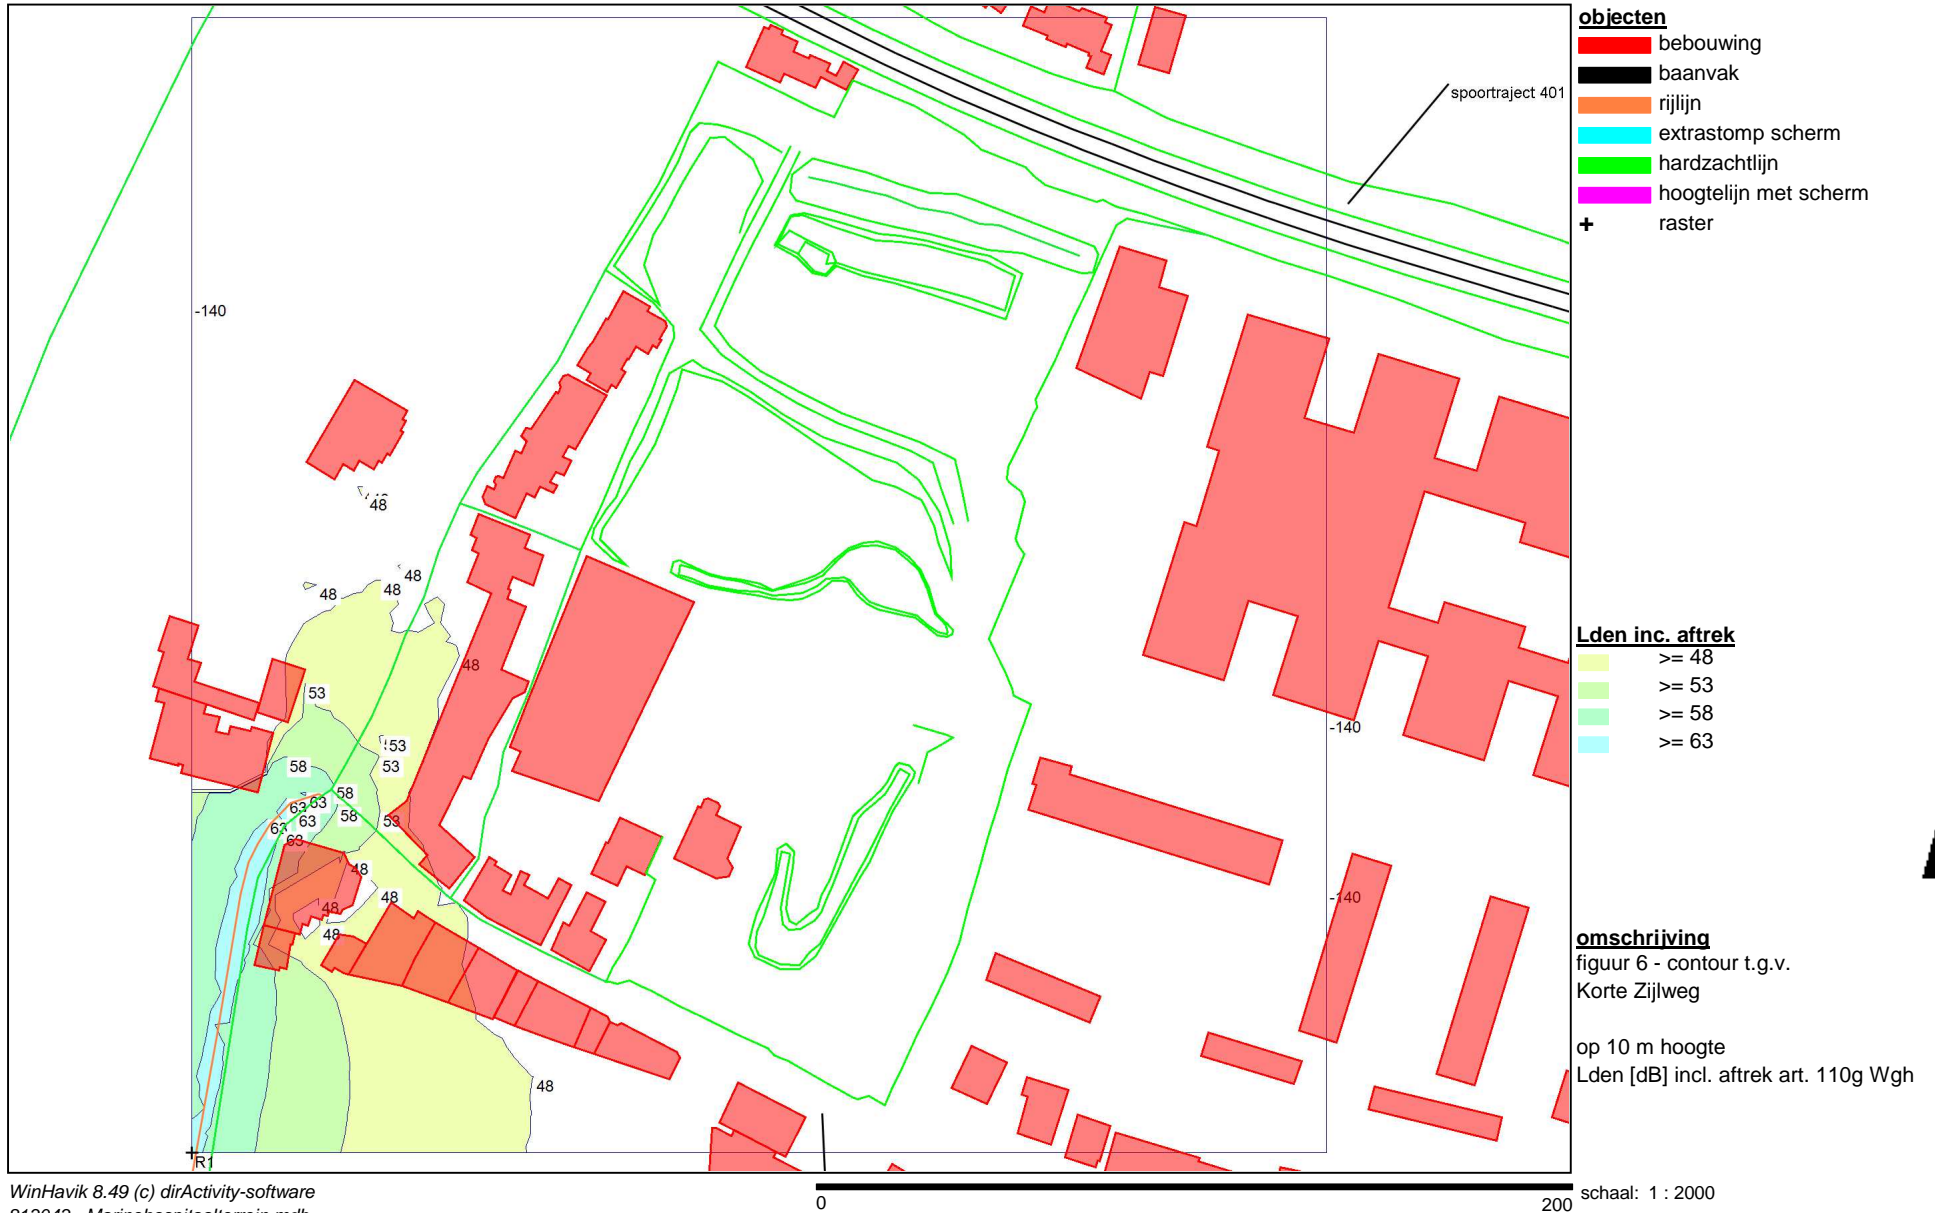 spoortraject 401
-140
48
48
48
48
48
53
53
53
58
58
63
63
63
63
63
58
53
48
48
48
48
48
-140
-140
R1
objecten
bebouwing
baanvak
rijlijn
extrastomp scherm
hardzachtlijn
hoogtelijn met scherm
+ raster
Lden inc. aftrek
>= 48
>= 53
>= 58
>= 63
omschrijving
figuur 6 - contour t.g.v.
Korte Zijlweg
op 10 m hoogte
Lden [dB] incl. aftrek art. 110g Wgh
WinHavik 8.49 (c) dirActivity-software
0
200
schaal: 1 : 2000